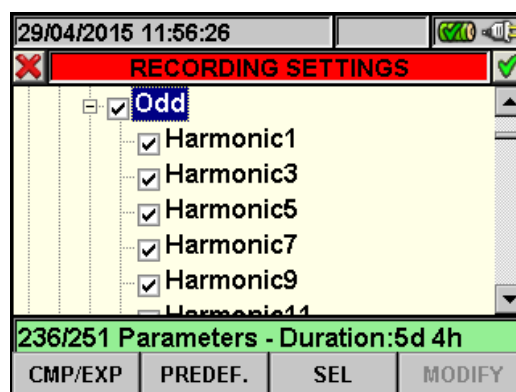 29/04/2015 11:56:26
RECORDING SETTINGS
Odd
Harmonic1
Harmonic3
Harmonic5
Harmonic7
Harmonic9
Harmonic11
236/251 Parameters - Duration:5d 4h
CMP/EXP PREDEF. SEL MODIFY